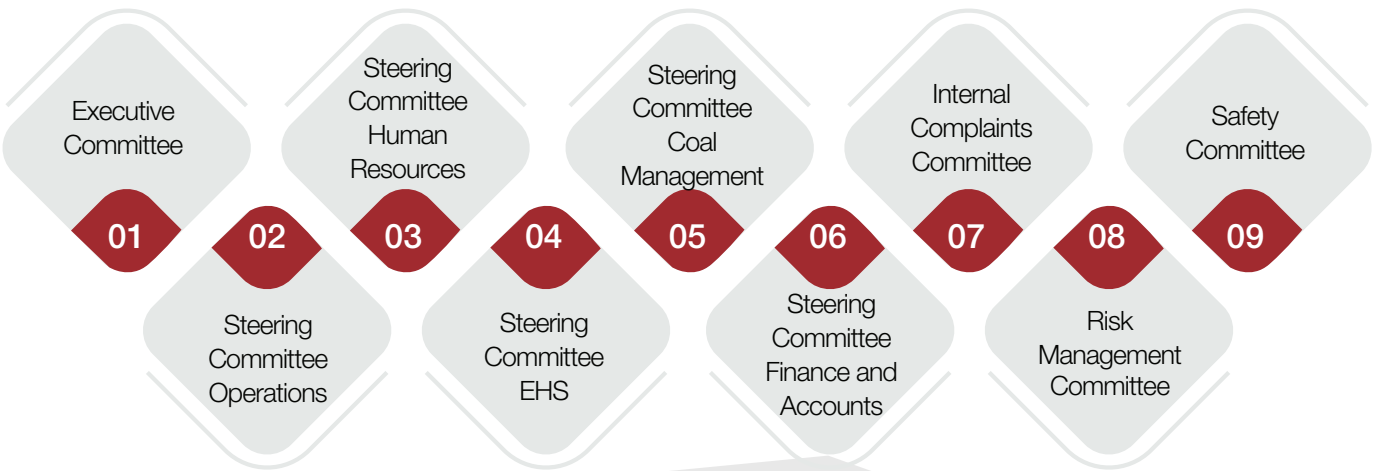 Executive
Committee
01
02
Steering
Committee
Operations
Steering
Committee
Human
Resources
03
04
Steering
Committee
EHS
Steering
Committee
Coal
Management
05
06
Steering
Committee
Finance and
Accounts
Internal
Complaints
Committee
07
08
Risk
Management
Committee
Safety
Committee
09